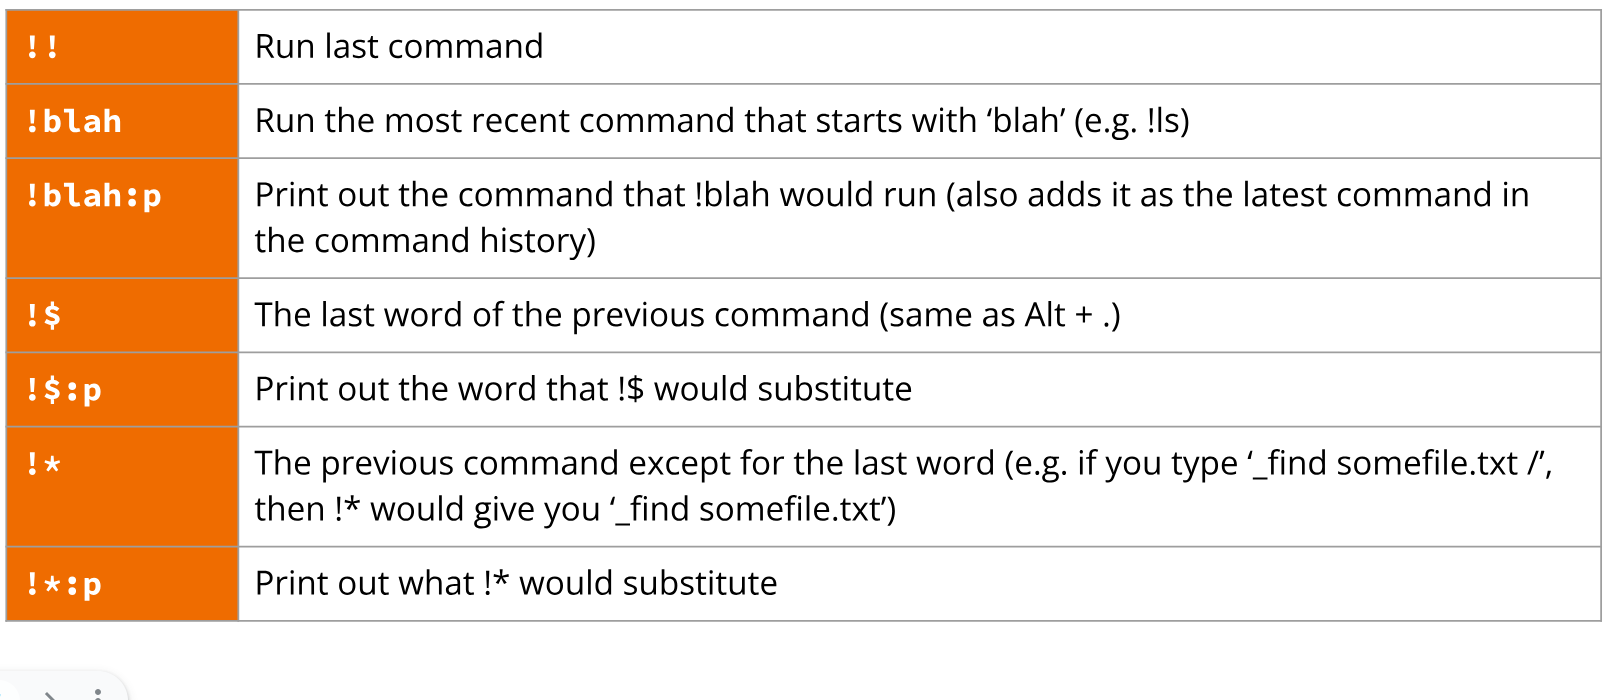 !! Run last command
!blah Run the most recent command that starts with ‘blah’ (e.g. !ls)
!blah:p Print out the command that !blah would run (also adds it as the latest command in
the command history)
!$ The last word of the previous command (same as Alt + .)
!$:p Print out the word that !$ would substitute
!* The previous command except for the last word (e.g. if you type ‘_find somefile.txt /’,
then !* would give you ‘_find somefile.txt’)
!*:p Print out what !* would substitute